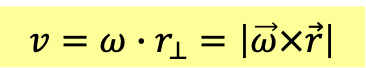 v = ω · r⊥ = |ω⃗×r⃗|